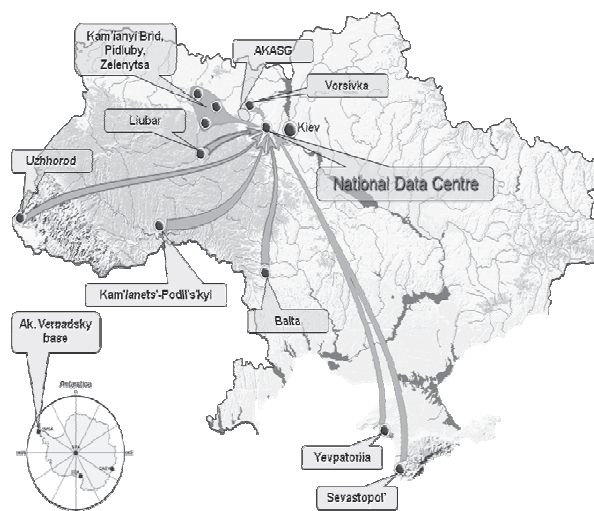 Kam'ianyi Brid,
Pidluby,
Zelenytsa
AKASG
Vorsivka
Liubar
Kiev
Uzhhorod
National Data Centre
Kam'ianets'-Podil's'kyi
Balta
Ak. Vernadsky
base
Antarctica
Yevpatoriia
Sevastopol'